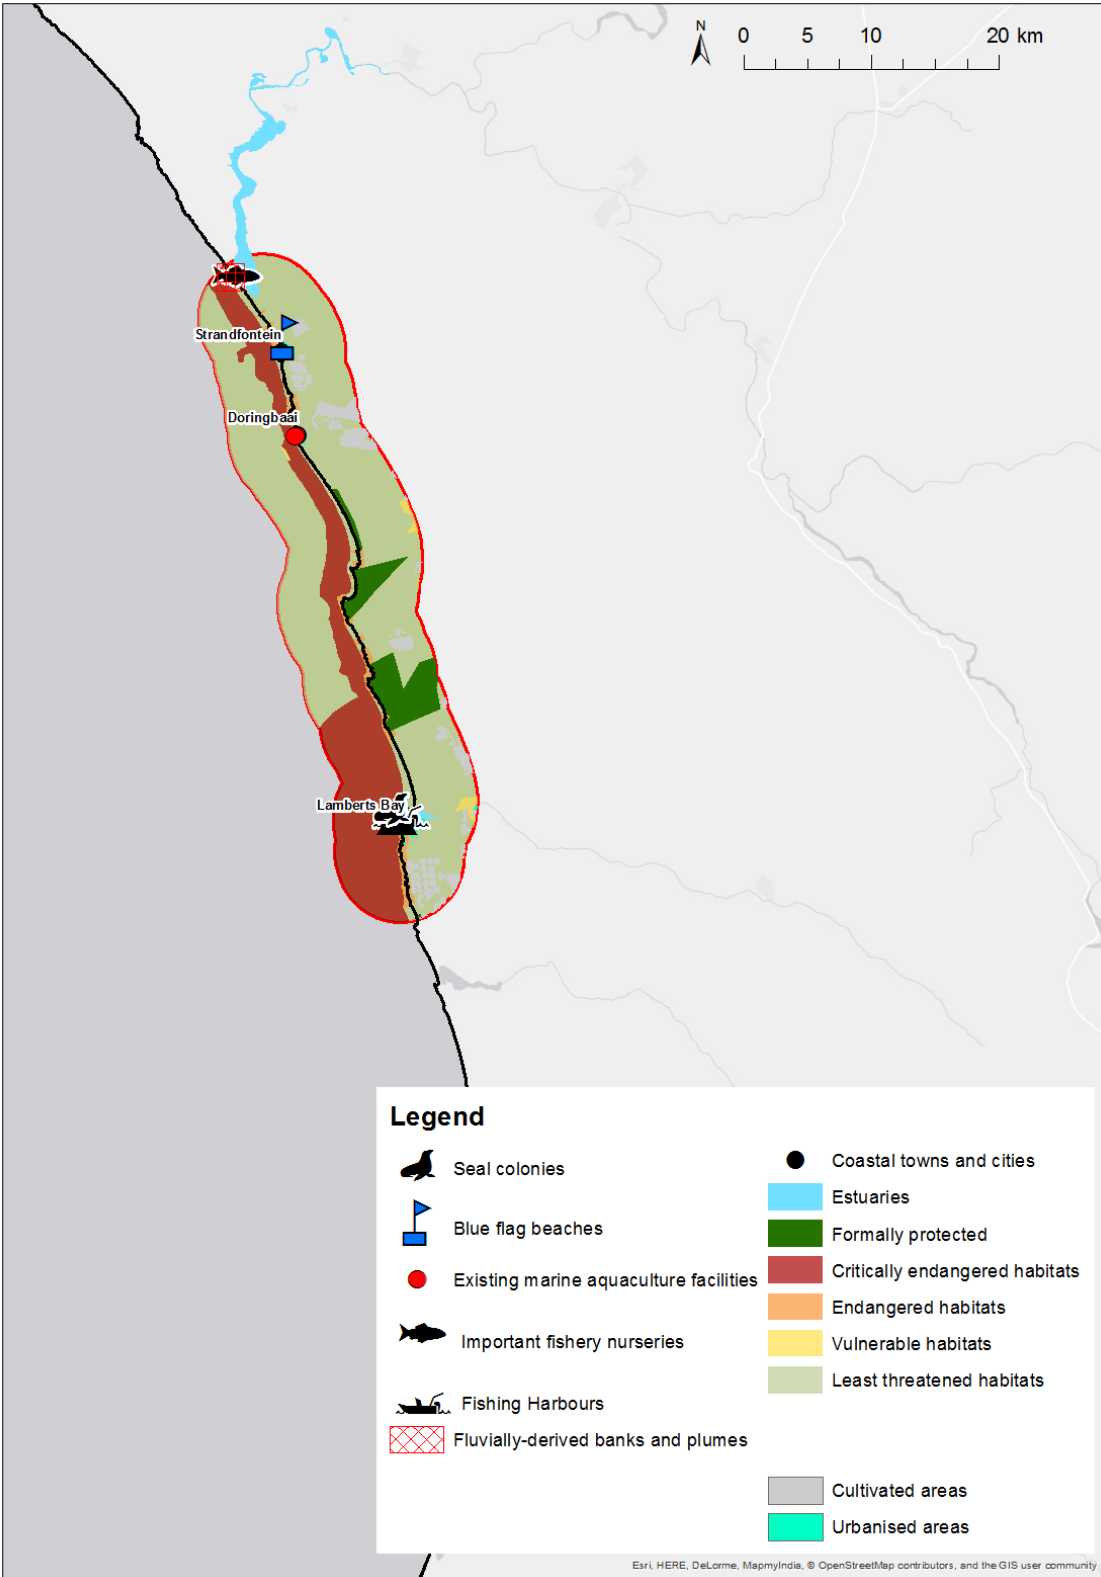 N
0 5 10 20 km
Strandfontein
Doringbaai
Lamberts Bay
Legend
Seal colonies
Blue flag beaches
Existing marine aquaculture facilities
Important fishery nurseries
Fishing Harbours
Fluvially-derived banks and plumes
Coastal towns and cities
Estuaries
Formally protected
Critically endangered habitats
Endangered habitats
Vulnerable habitats
Least threatened habitats
Cultivated areas
Urbanised areas
Esri, HERE, DeLorme, MapmyIndia, © OpenStreetMap contributors, and the GIS user community